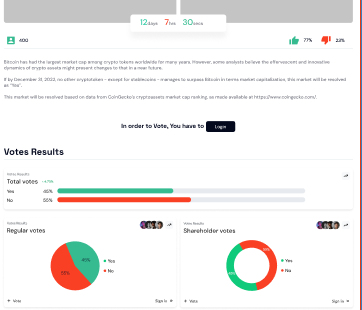 12days 7hrs 30mins
400 77% 23%
Bitcoin has had the largest market cap among crypto tokens worldwide for many years. However, some analysts believe the effervescent and innovative
dynamics of crypto assets might present changes to that in a near future.
If by December 31, 2022, no other cryptotoken - except for stablecoins - manages to surpass Bitcoin in terms market capitalization, this market will be resolved
as "Yes".
This market will be resolved based on data from CoinGecko's cryptoassets market cap ranking, as made available at https://www.coingecko.com/.
In order to Vote, You have to Login
Votes Results
Votes Results
Total votes
Yes 45%
No 55%
Votes Results
Regular votes
45%
55%
Yes
No
Vote Sign in
Votes Results
Shareholder votes
Yes
No
Vote Sign in